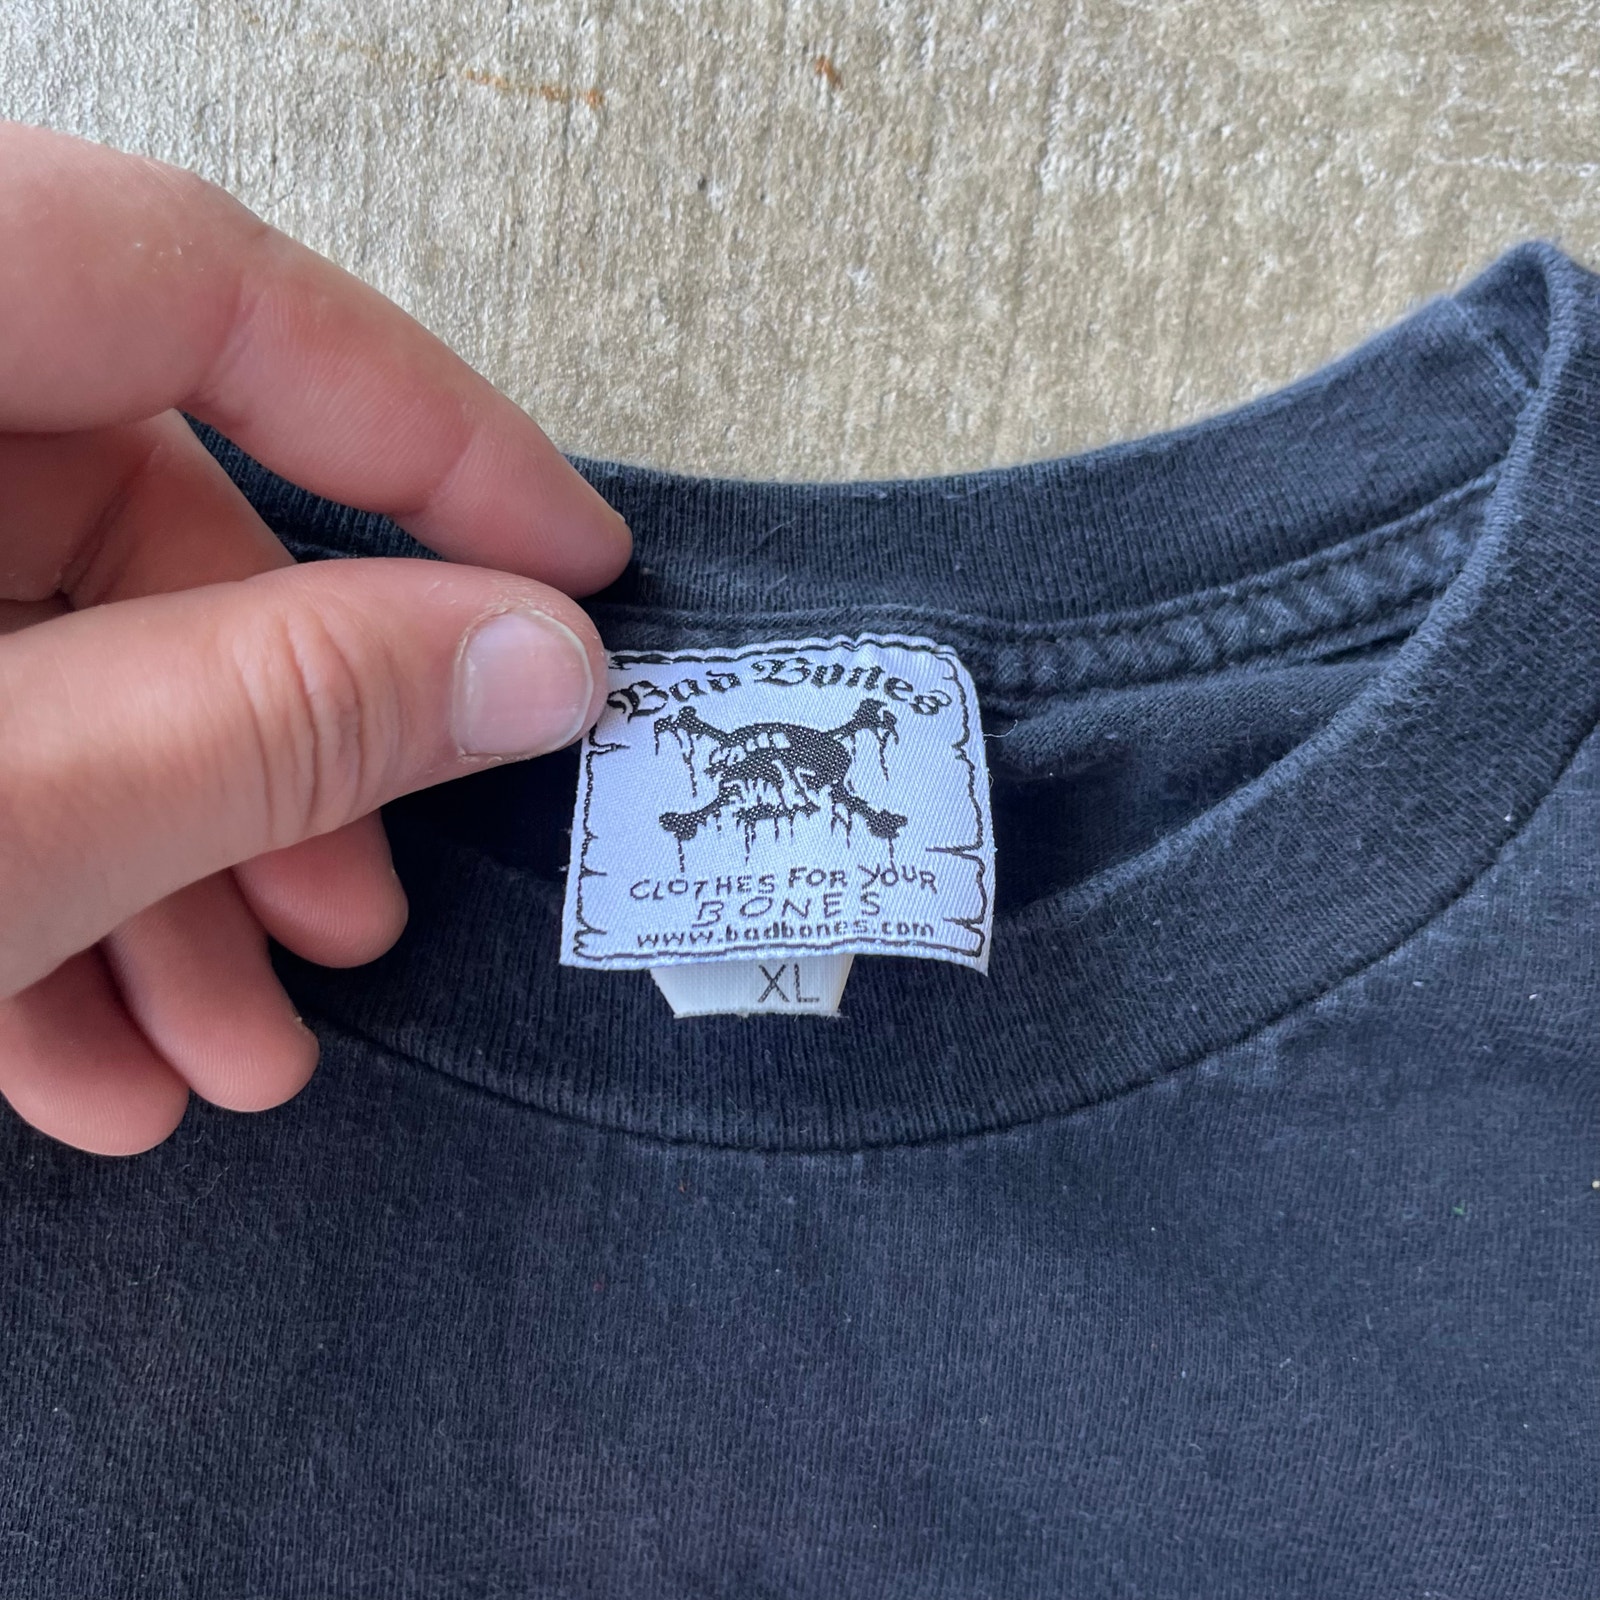 Bad Bones
CLOTHES FOR YOUR
BONES
www.badbones.com
XL